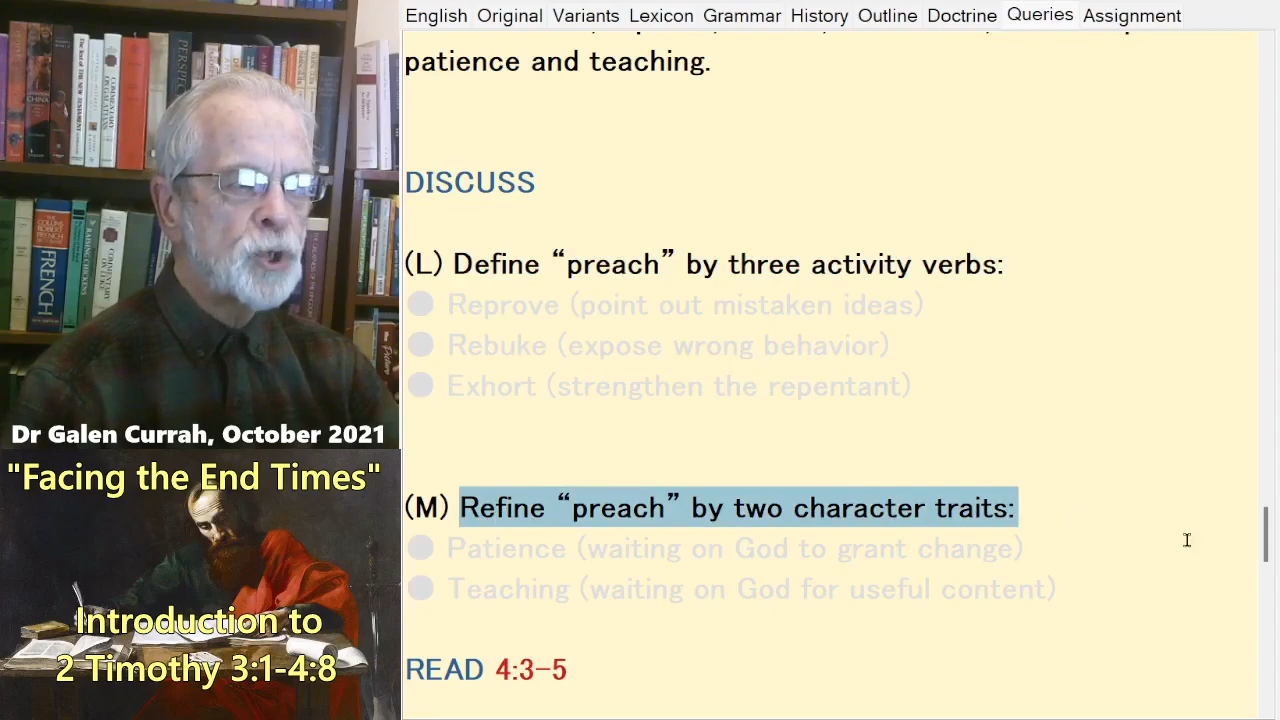 English Original Variants Lexicon Grammar History Outline Doctrine Queries Assignment
patience and teaching.
DISCUSS
(L) Define “preach” by three activity verbs:
● Reprove (point out mistaken ideas)
● Rebuke (expose wrong behavior)
● Exhort (strengthen the repentant)
(M) Refine “preach” by two character traits:
● Patience (waiting on God to grant change)
● Teaching (waiting on God for useful content)
READ 4:3-5
Dr Galen Currah, October 2021
"Facing the End Times"
Introduction to
2 Timothy 3:1-4:8
FRENCH
RAISING CHICKENS